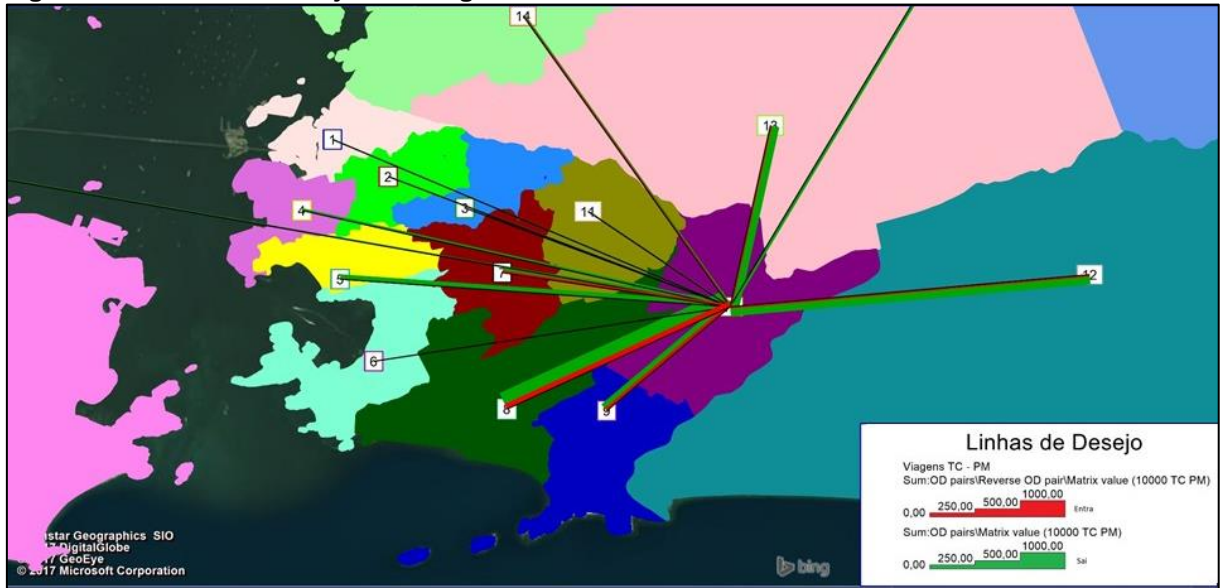 14
13
1
2
3
4
11
5
7
12
6
8
9
Linhas de Desejo
Viagens TC - PM
Sum:OD pairs\Reverse OD pair\Matrix value (10000 TC PM)
0,00 250,00 500,00 1000,00 Entra
Sum:OD pairs\Matrix value (10000 TC PM)
0,00 250,00 500,00 1000,00 Sai
Geographics SIO
DigitalGlobe
GeoEye
© 2017 Microsoft Corporation
bing